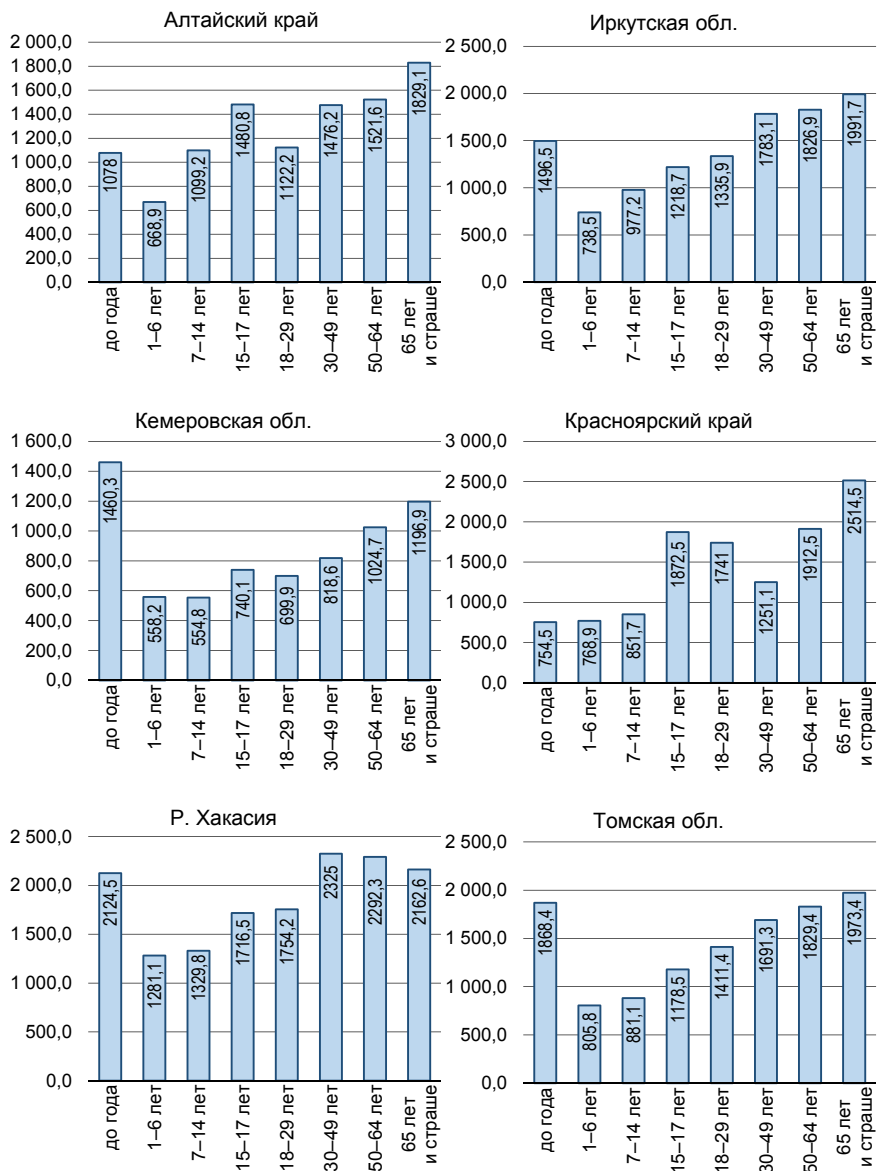 Алтайский край
2 000,0
1 800,0
1 600,0
1 400,0
1 200,0
1 000,0
800,0
600,0
400,0
200,0
0,0
1078
668,9
1099,2
1480,8
1122,2
1476,2
1521,6
1829,1
до года
1–6 лет
7–14 лет
15–17 лет
18–29 лет
30–49 лет
50–64 лет
65 лет
и страше
Иркутская обл.
2 500,0
2 000,0
1 500,0
1 000,0
500,0
0,0
1496,5
738,5
977,2
1218,7
1335,9
1783,1
1826,9
1991,7
до года
1–6 лет
7–14 лет
15–17 лет
18–29 лет
30–49 лет
50–64 лет
65 лет
и страше
Кемеровская обл.
1 600,0
1 400,0
1 200,0
1 000,0
800,0
600,0
400,0
200,0
0,0
1460,3
558,2
554,8
740,1
699,9
818,6
1024,7
1196,9
до года
1–6 лет
7–14 лет
15–17 лет
18–29 лет
30–49 лет
50–64 лет
65 лет
и страше
Красноярский край
3 000,0
2 500,0
2 000,0
1 500,0
1 000,0
500,0
0,0
754,5
768,9
851,7
1872,5
1741
1251,1
1912,5
2514,5
до года
1–6 лет
7–14 лет
15–17 лет
18–29 лет
30–49 лет
50–64 лет
65 лет
и страше
Р. Хакасия
2 500,0
2 000,0
1 500,0
1 000,0
500,0
0,0
2124,5
1281,1
1329,8
1716,5
1754,2
2325
2292,3
2162,6
до года
1–6 лет
7–14 лет
15–17 лет
18–29 лет
30–49 лет
50–64 лет
65 лет
и страше
Томская обл.
2 500,0
2 000,0
1 500,0
1 000,0
500,0
0,0
1868,4
805,8
881,1
1178,5
1411,4
1691,3
1829,4
1973,4
до года
1–6 лет
7–14 лет
15–17 лет
18–29 лет
30–49 лет
50–64 лет
65 лет
и страше